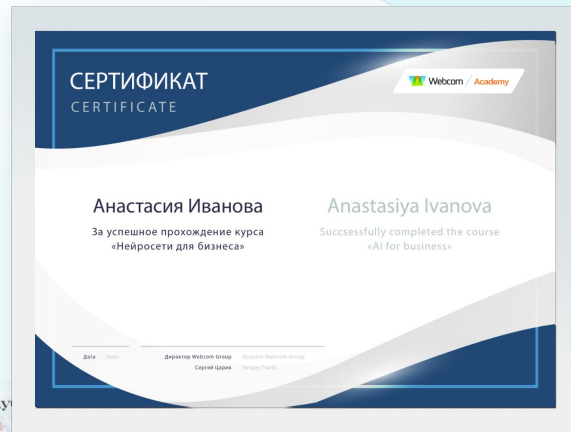 СЕРТИФИКАТ
CERTIFICATE
Webcom / Academy
Анастасия Иванова
За успешное прохождение курса
«Нейросети для бизнеса»
Anastasiya Ivanova
Succsessfully completed the course
«Ai for business»
Дата Date
Директор Webcom Group Director Webcom Group
Сергей Царик Sergey Tsarik